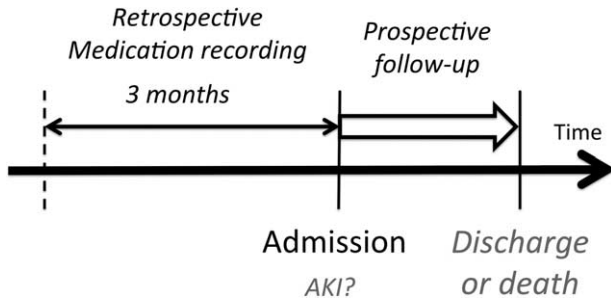 Retrospective
Medication recording
3 months
Prospective
follow-up
Time
Admission
AKI?
Discharge
or death